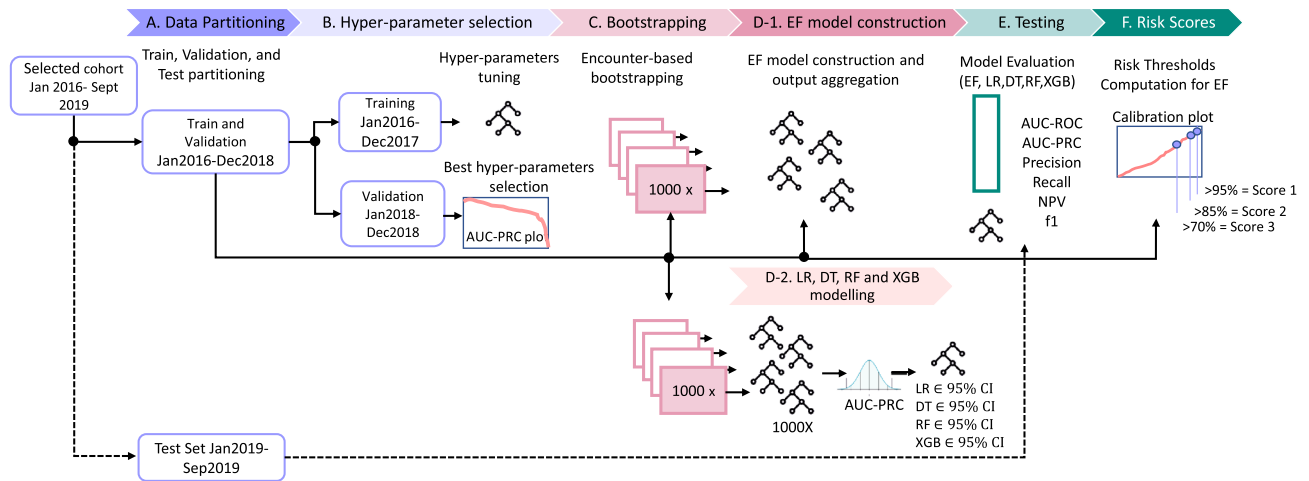 A. Data Partitioning
B. Hyper-parameter selection
C. Bootstrapping
D-1. EF model construction
E. Testing
F. Risk Scores
Selected cohort
Jan 2016- Sept
2019
Train, Validation, and
Test partitioning
Train and
Validation
Jan2016-Dec2018
Training
Jan2016-
Dec2017
Validation
Jan2018-
Dec2018
Hyper-parameters
tuning
Best hyper-parameters
selection
AUC-PRC plo
Encounter-based
bootstrapping
1000 x
EF model construction and
output aggregation
Model Evaluation
(EF, LR,DT,RF,XGB)
AUC-ROC
AUC-PRC
Precision
Recall
NPV
f1
Risk Thresholds
Computation for EF
Calibration plot
>95% = Score 1
>85% = Score 2
>70% = Score 3
D-2. LR, DT, RF and XGB
modelling
1000 x
1000X
AUC-PRC
LR ∈ 95% CI
DT ∈ 95% CI
RF ∈ 95% CI
XGB ∈ 95% CI
Test Set Jan2019-
Sep2019